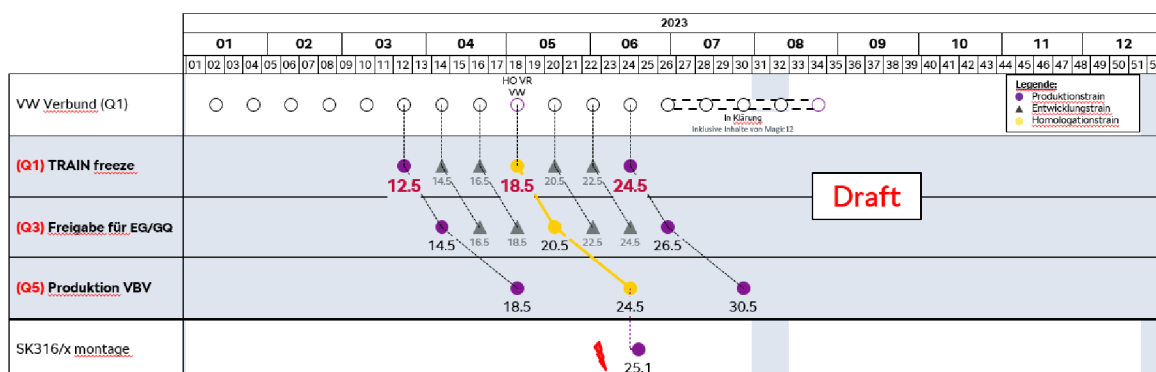 2023
01 02 03 04 05 06 07 08 09 10 11 12
01 02 03 04 05 06 07 08 09 10 11 12 13 14 15 16 17 18 19 20 21 22 23 24 25 26 27 28 29 30 31 32 33 34 35 36 37 38 39 40 41 42 43 44 45 46 47 48 49 50 51
HO VR
VW
VW Verbund (Q1)
In Klärung
Inklusive Inhalte von Magic12
Legende:
Produktionstrain
Entwicklungstrain
Homologationtrain
(Q1) TRAIN freeze
12.5 14.5 16.5 18.5 20.5 22.5 24.5
Draft
(Q3) Freigabe für EG/GQ
14.5 16.5 18.5 20.5 22.5 24.5 26.5
(Q5) Produktion VBV
18.5 24.5 30.5
SK316/x montage
25.1